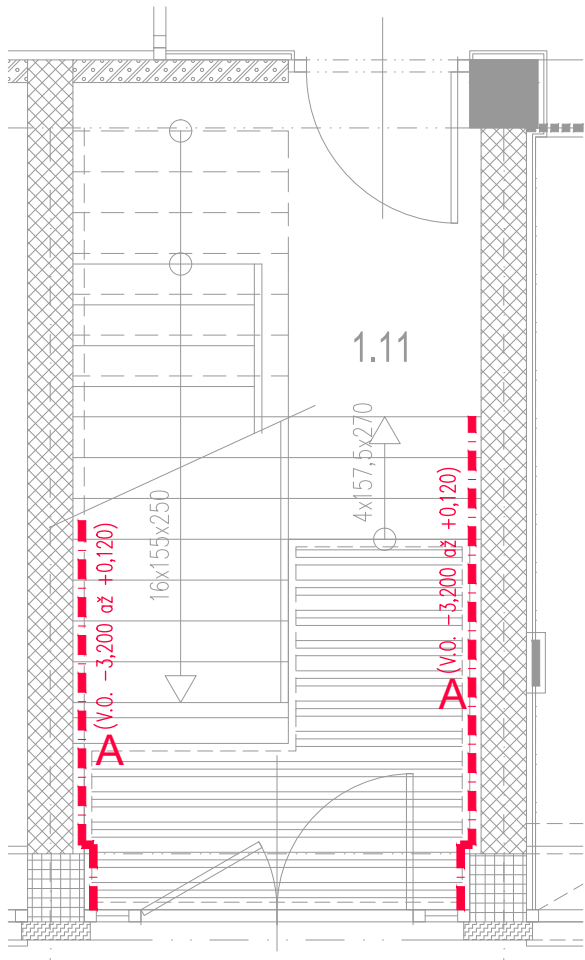 1.11
4x157,5x270
16x155x250
(V.O. -3,200 až +0,120)
A
(V.O. -3,200 až +0,120)
A